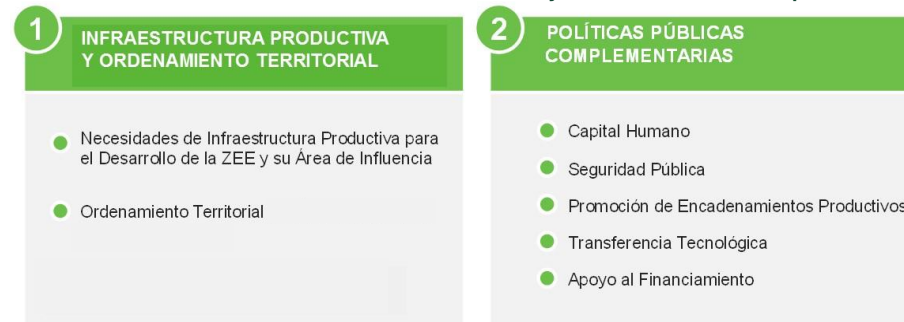 1
INFRAESTRUCTURA PRODUCTIVA
Y ORDENAMIENTO TERRITORIAL
Necesidades de Infraestructura Productiva para
el Desarrollo de la ZEE y su Área de Influencia
Ordenamiento Territorial
2
POLÍTICAS PÚBLICAS
COMPLEMENTARIAS
Capital Humano
Seguridad Pública
Promoción de Encadenamientos Productivos
Transferencia Tecnológica
Apoyo al Financiamiento